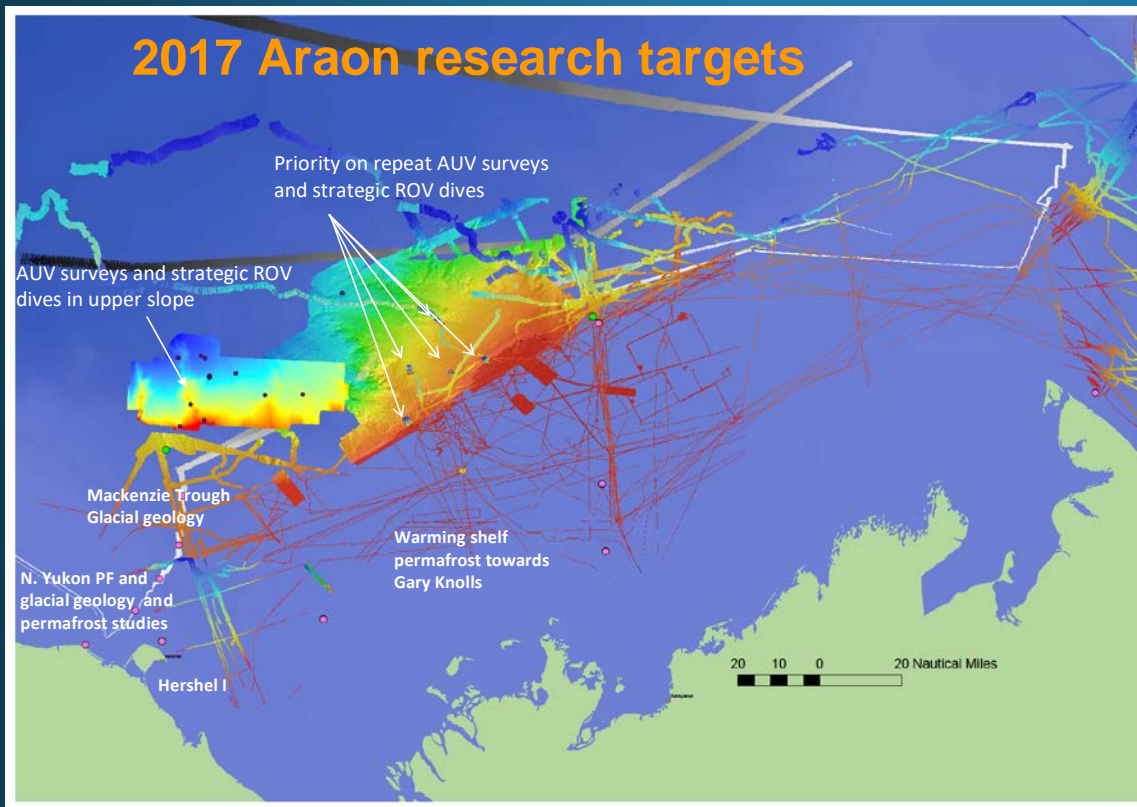 2017 Araon research targets
Priority on repeat AUV surveys
and strategic ROV dives
AUV surveys and strategic ROV
dives in upper slope
Mackenzie Trough
Glacial geology
Warming shelf
permafrost towards
Gary Knolls
N. Yukon PF and
glacial geology and
permafrost studies
Hershel I
20 10 0 20 Nautical Miles